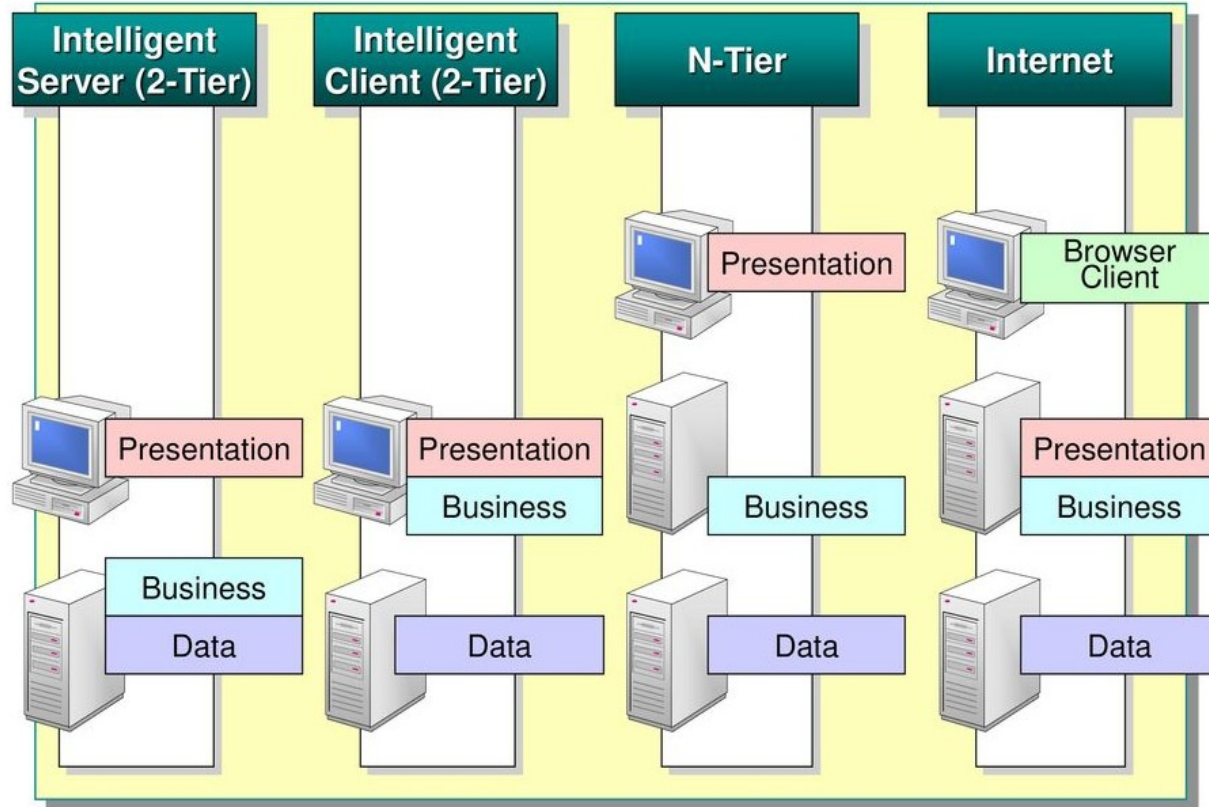 Intelligent
Server (2-Tier)
Intelligent
Client (2-Tier)
N-Tier
Internet
Presentation
Browser
Client
Presentation
Presentation
Presentation
Business
Business
Business
Business
Data
Data
Data
Data